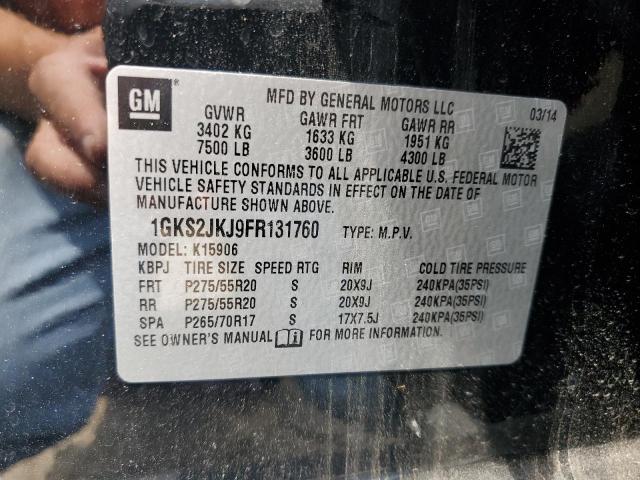 GM
MFD BY GENERAL MOTORS LLC 03/14
GVWR GAWR FRT GAWR RR
3402 KG 1633 KG 1951 KG
7500 LB 3600 LB 4300 LB
THIS VEHICLE CONFORMS TO ALL APPLICABLE U.S. FEDERAL MOTOR
VEHICLE SAFETY STANDARDS IN EFFECT ON THE DATE OF
MANUFACTURE SHOWN ABOVE.
1GKS2JKJ9FR131760 TYPE: M.P.V.
MODEL: K15906
KBPJ TIRE SIZE SPEED RTG RIM COLD TIRE PRESSURE
FRT P275/55R20 S 20X9J 240KPA(35PSI)
RR P275/55R20 S 20X9J 240KPA(35PSI)
SPA P265/70R17 S 17X7.5J 240KPA(35PSI)
SEE OWNER'S MANUAL FOR MORE INFORMATION.